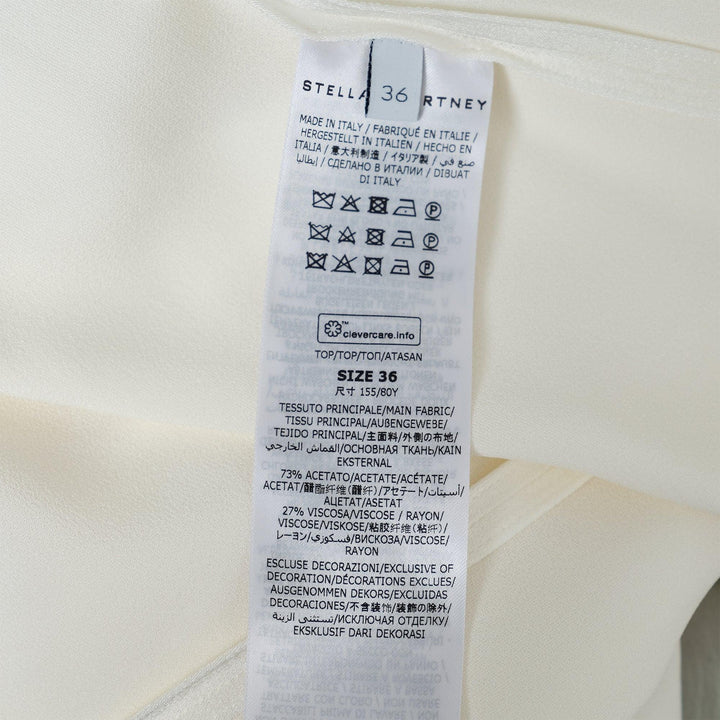 STELLA
RTNEY
36
MADE IN ITALY / FABRIQUÉ EN ITALIE /
HERGESTELLT IN ITALIEN / HECHO EN
ITALIA / 意大利制造 / イタリア製 / صنع في
إيطاليا / СДЕЛАНО В ИТАЛИИ / DIBUAT
DI ITALY
P
P
P
™
clevercare.info
TOP/TOP/ТОП/ATASAN
SIZE 36
尺寸 155/80Y
TESSUTO PRINCIPALE/MAIN FABRIC/
TISSU PRINCIPAL/AUßENGEWEBE/
TEJIDO PRINCIPAL/主面料/外側の布地/
القماش الخارجي/ОСНОВНАЯ ТКАНЬ/KAIN
EKSTERNAL
73% ACETATO/ACETATE/ACÉTATE/
ACETAT/醋酯纤维(醋纤)/アセテート/أسيتات/
АЦЕТАТ/ASETAT
27% VISCOSA/VISCOSE / RAYON/
VISCOSE/VISKOSE/粘胶纤维(粘纤)/
レーヨン/فسكوزي/ВИСКОЗА/VISCOSE/
RAYON
ESCLUSE DECORAZIONI/EXCLUSIVE OF
DECORATION/DÉCORATIONS EXCLUES/
AUSGENOMMEN DEKORS/EXCLUIDAS
DECORACIONES/不含装饰/装飾の除外/
تستثنى الزينة/ИСКЛЮЧАЯ ОТДЕЛКУ/
EKSKLUSIF DARI DEKORASI